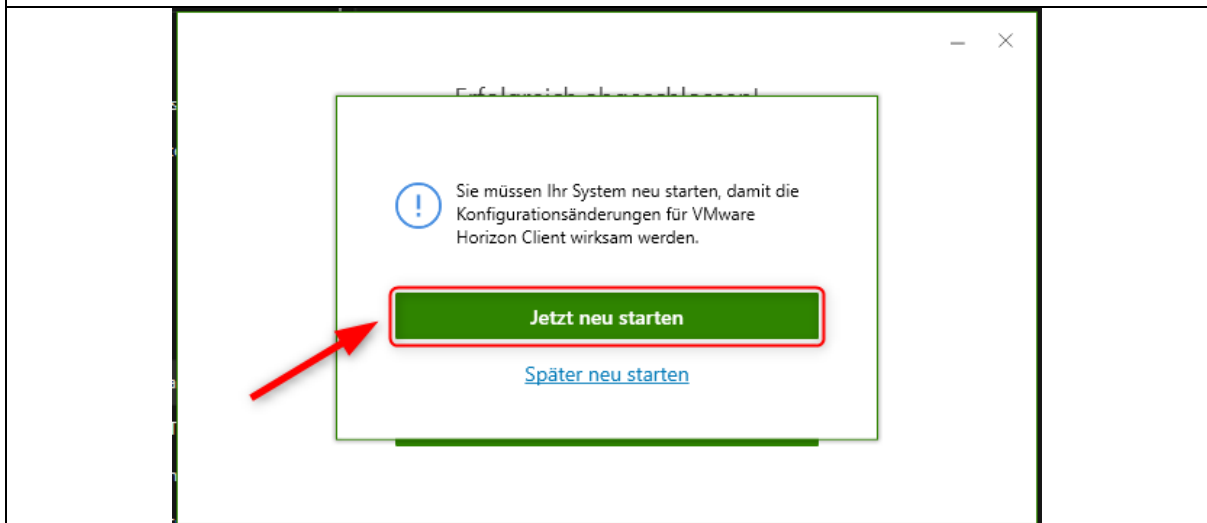 Sie müssen Ihr System neu starten, damit die
Konfigurationsänderungen für VMware
Horizon Client wirksam werden.
Jetzt neu starten
Später neu starten